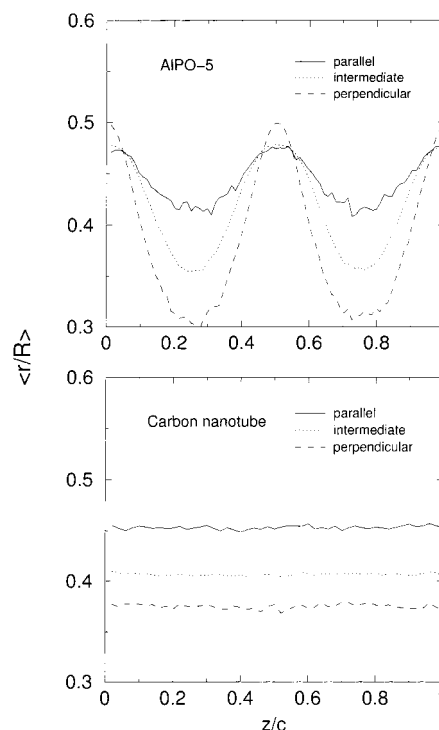 0.6
AlPO-5
parallel
intermediate
perpendicular
0.5
0.4
0.3
0 0.2 0.4 0.6 0.8
<r/R>
0.6
Carbon nanotube
parallel
intermediate
perpendicular
0.5
0.4
0.3
0 0.2 0.4 0.6 0.8
z/c